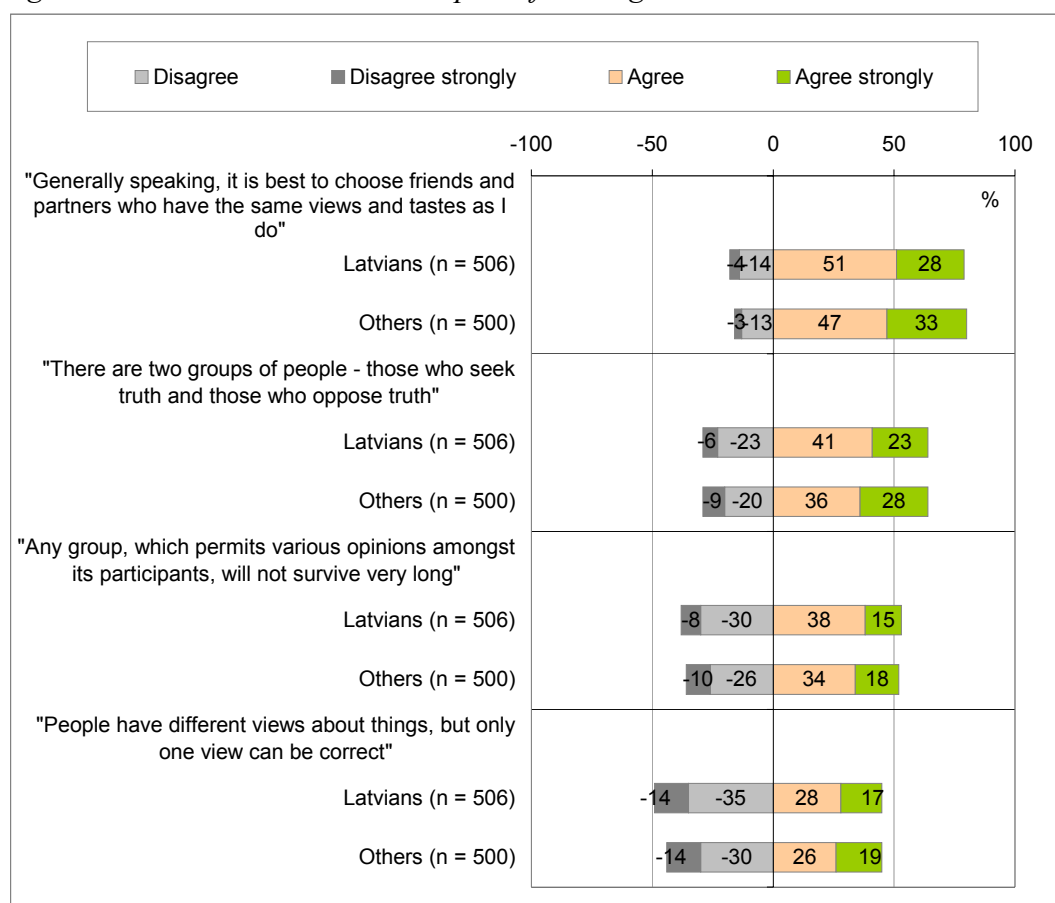 Disagree Disagree strongly Agree Agree strongly
-100 -50 0 50 100
%
"Generally speaking, it is best to choose friends and
partners who have the same views and tastes as I
do"
Latvians (n = 506) -4 -14 51 28
Others (n = 500) -3 -13 47 33
"There are two groups of people - those who seek
truth and those who oppose truth"
Latvians (n = 506) -6 -23 41 23
Others (n = 500) -9 -20 36 28
"Any group, which permits various opinions amongst
its participants, will not survive very long"
Latvians (n = 506) -8 -30 38 15
Others (n = 500) -10 -26 34 18
"People have different views about things, but only
one view can be correct"
Latvians (n = 506) -14 -35 28 17
Others (n = 500) -14 -30 26 19